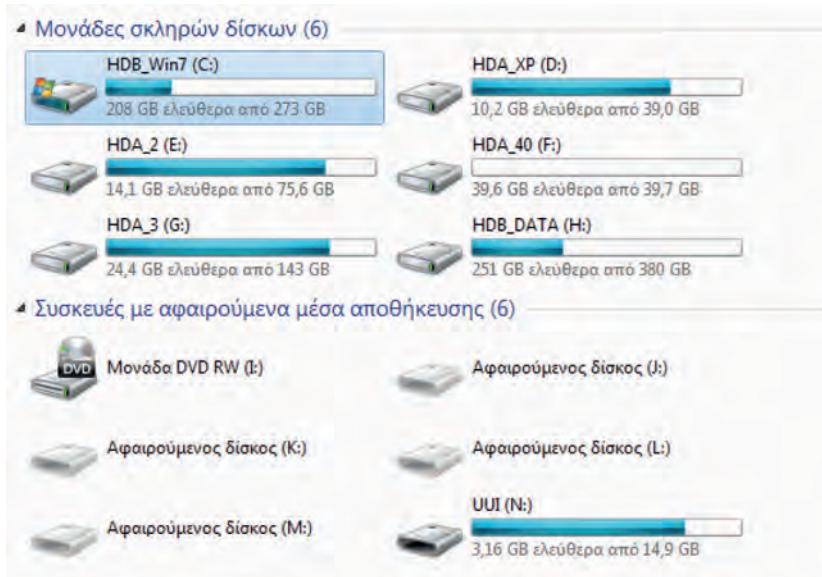 Μονάδες σκληρών δίσκων (6)
HDB_Win7 (C:)
208 GB ελεύθερα από 273 GB
HDA_XP (D:)
10,2 GB ελεύθερα από 39,0 GB
HDA_2 (E:)
14,1 GB ελεύθερα από 75,6 GB
HDA_40 (F:)
39,6 GB ελεύθερα από 39,7 GB
HDA_3 (G:)
24,4 GB ελεύθερα από 143 GB
HDB_DATA (H:)
251 GB ελεύθερα από 380 GB
Συσκευές με αφαιρούμενα μέσα αποθήκευσης (6)
DVD
Μονάδα DVD RW (I:)
Αφαιρούμενος δίσκος (J:)
Αφαιρούμενος δίσκος (K:)
Αφαιρούμενος δίσκος (L:)
Αφαιρούμενος δίσκος (M:)
UUI (N:)
3,16 GB ελεύθερα από 14,9 GB